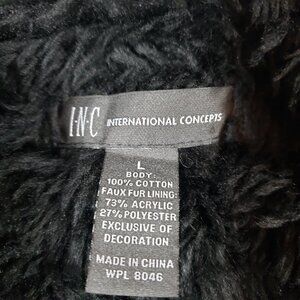 I·N·C INTERNATIONAL CONCEPTS
L
BODY:
100% COTTON
FAUX FUR LINING:
73% ACRYLIC
27% POLYESTER
EXCLUSIVE OF
DECORATION
MADE IN CHINA
WPL 8046